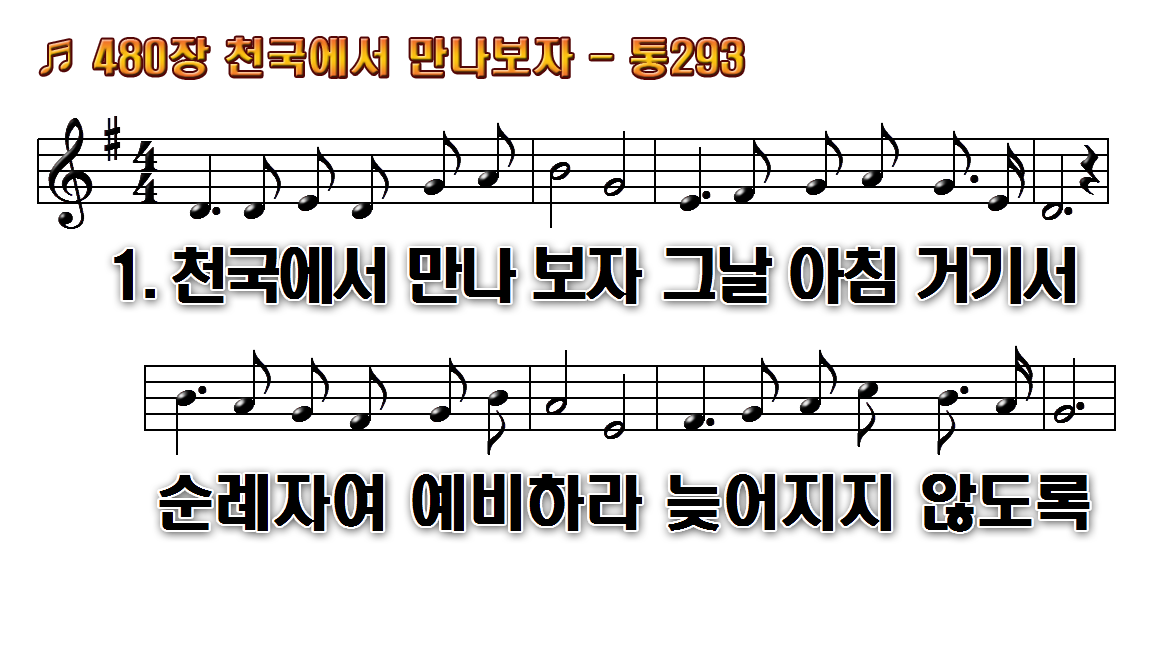 480장 천국에서 만나보자 - 통293
4
4
1. 천국에서 만나 보자 그날 아침 거기서
순례자여 예비하라 늦어지지 않도록